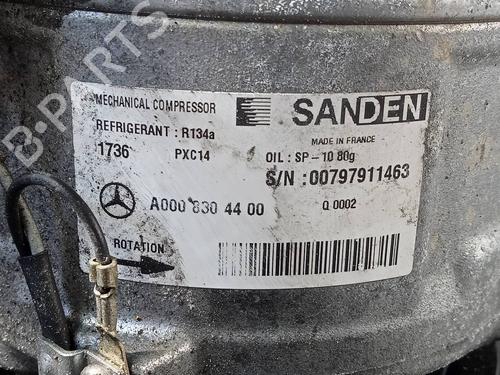 MECHANICAL COMPRESSOR
SANDEN
REFRIGERANT : R134a
MADE IN FRANCE
1736 PXC14
OIL : SP - 10 80g
S/N : 00797911463
A000 830 44 00
Q 0002
ROTATION
B-PARTS